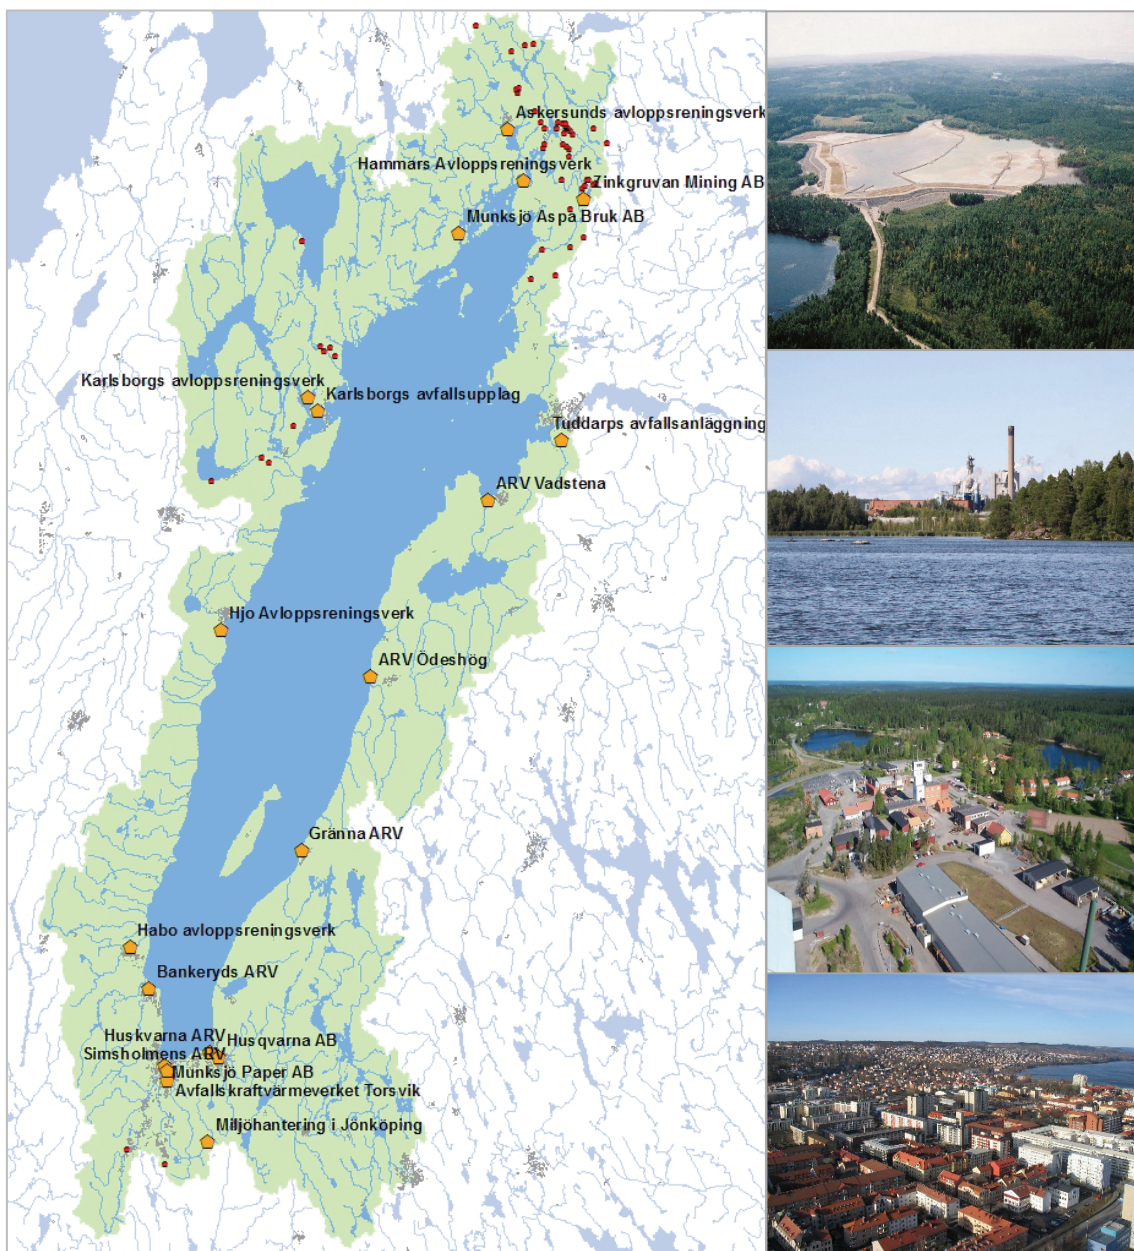 Askersunds avloppsreningsverk
Hammars Avloppsreningsverk
Zinkgruvan Mining AB
Munksjö Aspa Bruk AB
Karlsborgs avloppsreningsverk
Karlsborgs avfallsupplag
Tuddarps avfallsanläggning
ARV Vadstena
Hjo Avloppsreningsverk
ARV Ödeshög
Gränna ARV
Habo avloppsreningsverk
Bankeryds ARV
Huskvarna ARV
Husqvarna AB
Simsholmens ARV
Munksjö Paper AB
Avfallskraftvärmeverket Torsvik
Miljöhantering i Jönköping